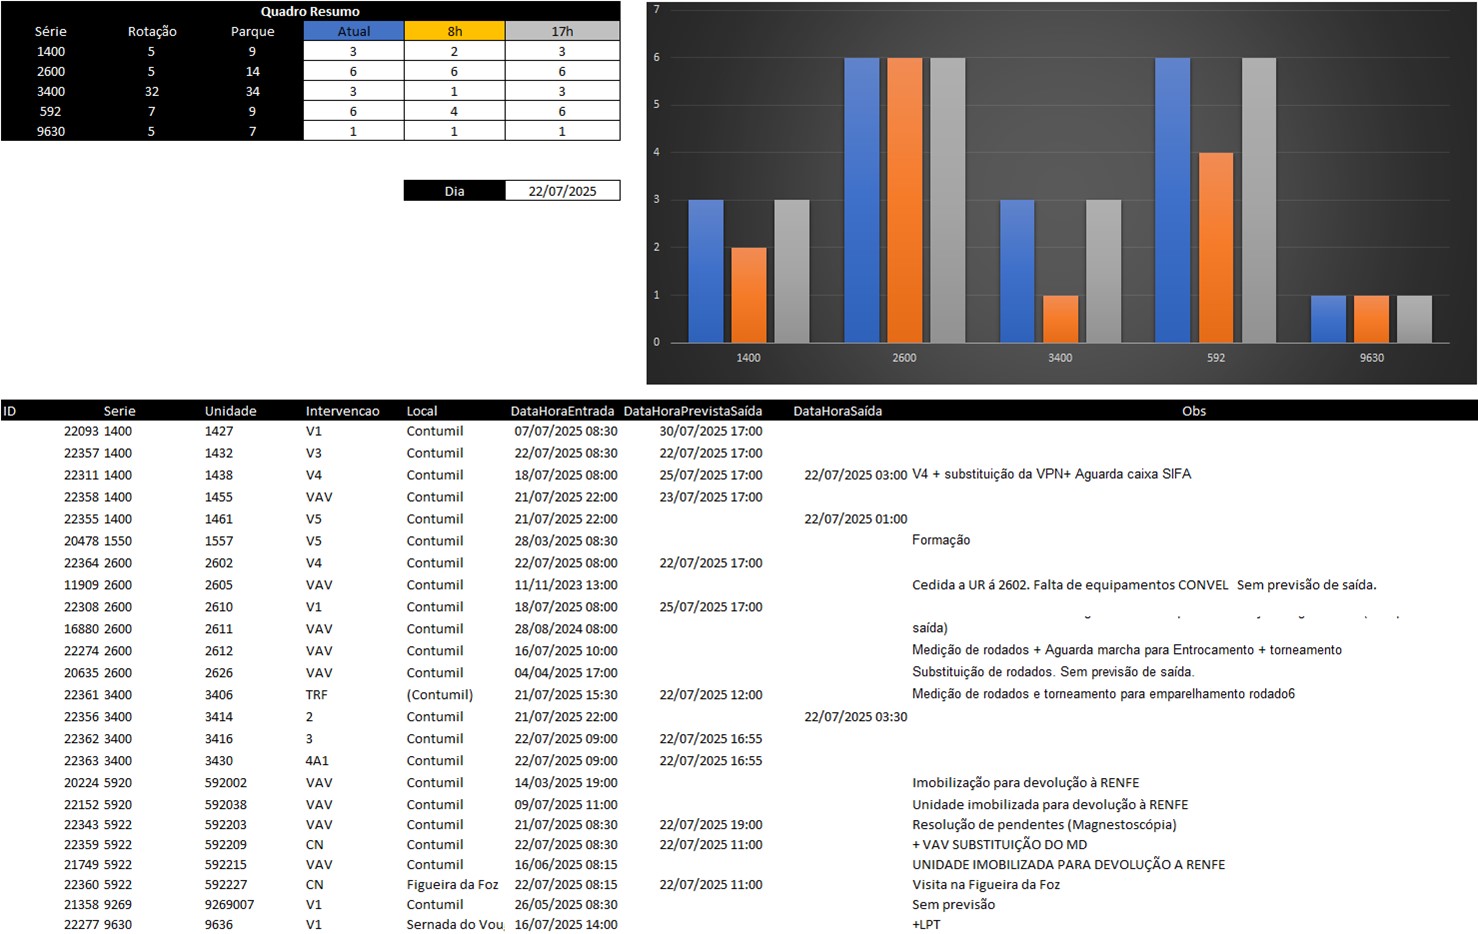 Quadro Resumo
Série Rotação Parque Atual 8h 17h
1400 5 9 3 2 3
2600 5 14 6 6 6
3400 32 34 3 1 3
592 7 9 6 4 6
9630 5 7 1 1 1
Dia 22/07/2025
7
6
5
4
3
2
1
0
1400 2600 3400 592 9630
ID Serie Unidade Intervencao Local DataHoraEntrada DataHoraPrevistaSaída DataHoraSaída Obs
22093 1400 1427 V1 Contumil 07/07/2025 08:30 30/07/2025 17:00
22357 1400 1432 V3 Contumil 22/07/2025 08:30 22/07/2025 17:00
22311 1400 1438 V4 Contumil 18/07/2025 08:00 25/07/2025 17:00 22/07/2025 03:00 V4 + substituição da VPN+ Aguarda caixa SIFA
22358 1400 1455 VAV Contumil 21/07/2025 22:00 23/07/2025 17:00
22355 1400 1461 V5 Contumil 21/07/2025 22:00 22/07/2025 01:00
20478 1550 1557 V5 Contumil 28/03/2025 08:30 Formação
22364 2600 2602 V4 Contumil 22/07/2025 08:00 22/07/2025 17:00
11909 2600 2605 VAV Contumil 11/11/2023 13:00 Cedida a UR á 2602. Falta de equipamentos CONVEL Sem previsão de saída.
22308 2600 2610 V1 Contumil 18/07/2025 08:00 25/07/2025 17:00
16880 2600 2611 VAV Contumil 28/08/2024 08:00 saída)
22274 2600 2612 VAV Contumil 16/07/2025 10:00 Medição de rodados + Aguarda marcha para Entrocamento + torneamento
20635 2600 2626 VAV Contumil 04/04/2025 17:00 Substituição de rodados. Sem previsão de saída.
22361 3400 3406 TRF (Contumil) 21/07/2025 15:30 22/07/2025 12:00 Medição de rodados e torneamento para emparelhamento rodado6
22356 3400 3414 2 Contumil 21/07/2025 22:00 22/07/2025 03:30
22362 3400 3416 3 Contumil 22/07/2025 09:00 22/07/2025 16:55
22363 3400 3430 4A1 Contumil 22/07/2025 09:00 22/07/2025 16:55
20224 5920 592002 VAV Contumil 14/03/2025 19:00 Imobilização para devolução à RENFE
22152 5920 592038 VAV Contumil 09/07/2025 11:00 Unidade imobilizada para devolução à RENFE
22343 5922 592203 VAV Contumil 21/07/2025 08:30 22/07/2025 19:00 Resolução de pendentes (Magnestoscópia)
22359 5922 592209 CN Contumil 22/07/2025 08:30 22/07/2025 11:00 + VAV SUBSTITUIÇÃO DO MD
21749 5922 592215 VAV Contumil 16/06/2025 08:15 UNIDADE IMOBILIZADA PARA DEVOLUÇÃO A RENFE
22360 5922 592227 CN Figueira da Foz 22/07/2025 08:15 22/07/2025 11:00 Visita na Figueira da Foz
21358 9269 9269007 V1 Contumil 26/05/2025 08:30 Sem previsão
22277 9630 9636 V1 Sernada do Vou 16/07/2025 14:00 +LPT